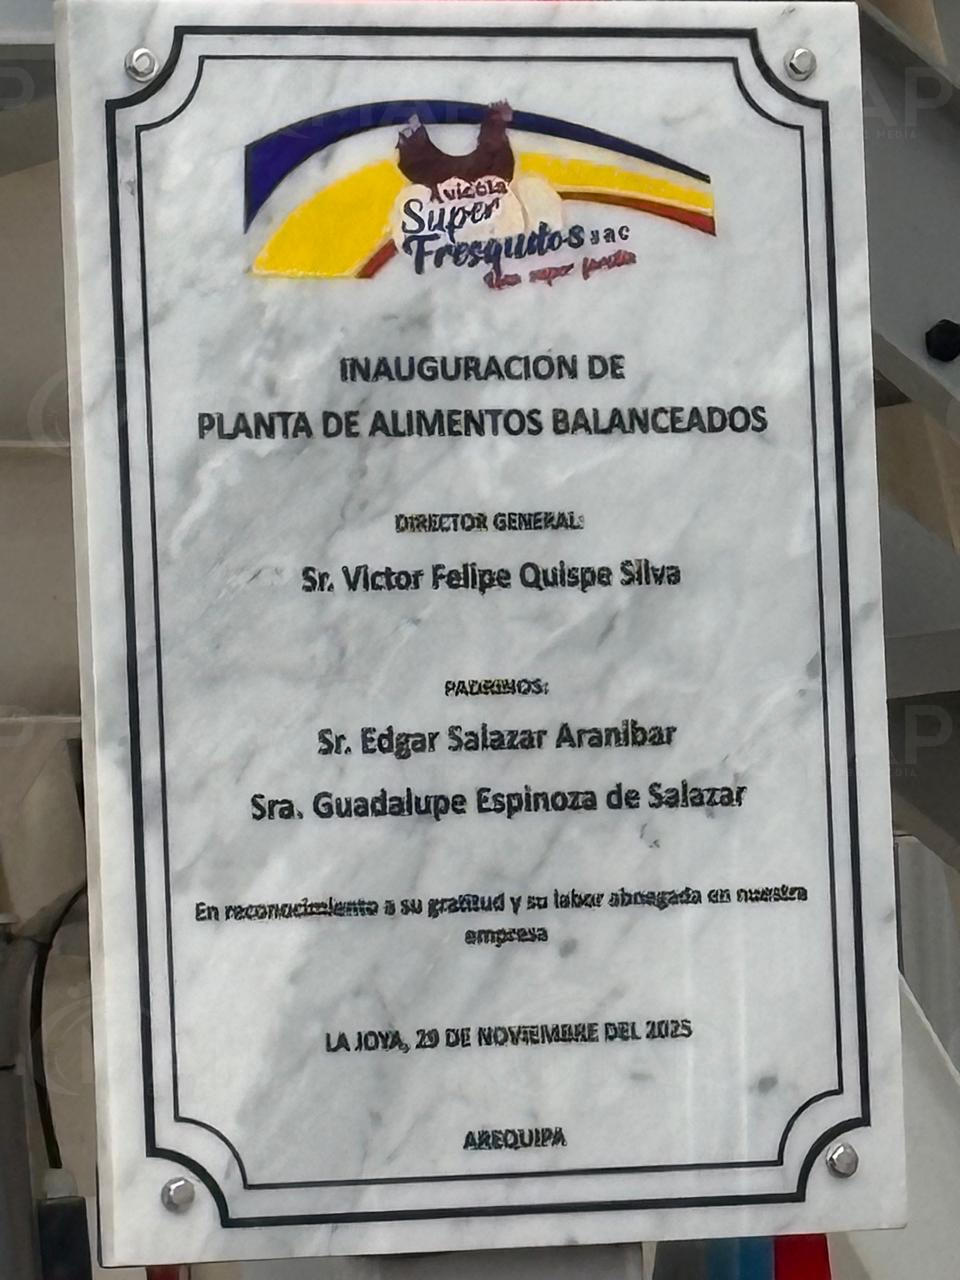 Avicola
Super
Fresquitos sac
INAUGURACIÓN DE
PLANTA DE ALIMENTOS BALANCEADOS
DIRECTOR GENERAL:
Sr. Victor Felipe Quispe Silva
PADRINOS:
Sr. Edgar Salazar Aranibar
Sra. Guadalupe Espinoza de Salazar
En reconocimiento a su gratitud y su labor abnegada en nuestra
empresa
LA JOYA, 29 DE NOVIEMBRE DEL 2025
AREQUIPA